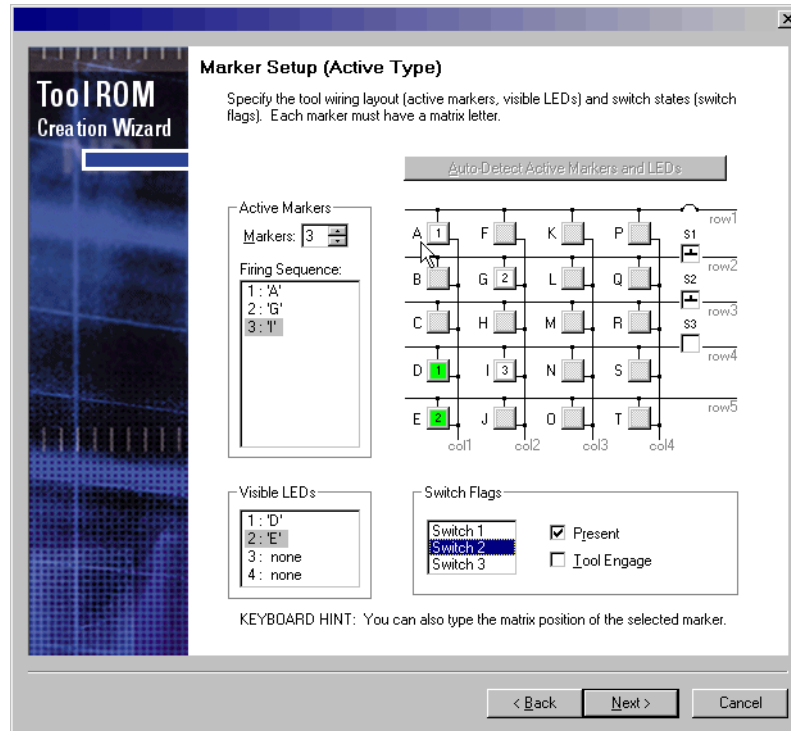 Marker Setup (Active Type)
Tool ROM
Creation Wizard
Specify the tool wiring layout (active markers, visible LEDs) and switch states (switch
flags). Each marker must have a matrix letter.
Auto-Detect Active Markers and LEDs
Active Markers
Markers: 3
Firing Sequence:
1 : 'A'
2 : 'G'
3 : 'I'
row1
A 1 F K P S1
row2
B G 2 L Q S2
row3
C H M R S3
row4
D 1 I 3 N S
row5
E 2 J O T
col1 col2 col3 col4
Visible LEDs
1 : 'D'
2 : 'E'
3 : none
4 : none
Switch Flags
Switch 1
Switch 2
Switch 3
Present
Tool Engage
KEYBOARD HINT: You can also type the matrix position of the selected marker.
< Back Next > Cancel